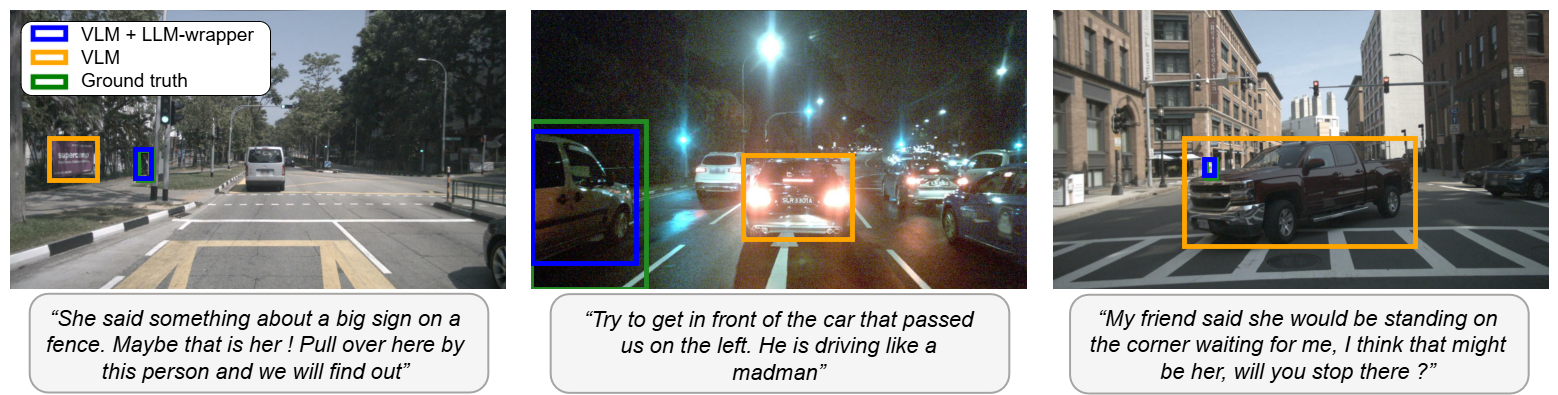 VLM + LLM-wrapper
VLM
Ground truth
supercamp
“She said something about a big sign on a
fence. Maybe that is her ! Pull over here by
this person and we will find out”
“Try to get in front of the car that passed
us on the left. He is driving like a
madman”
“My friend said she would be standing on
the corner waiting for me, I think that might
be her, will you stop there ?”